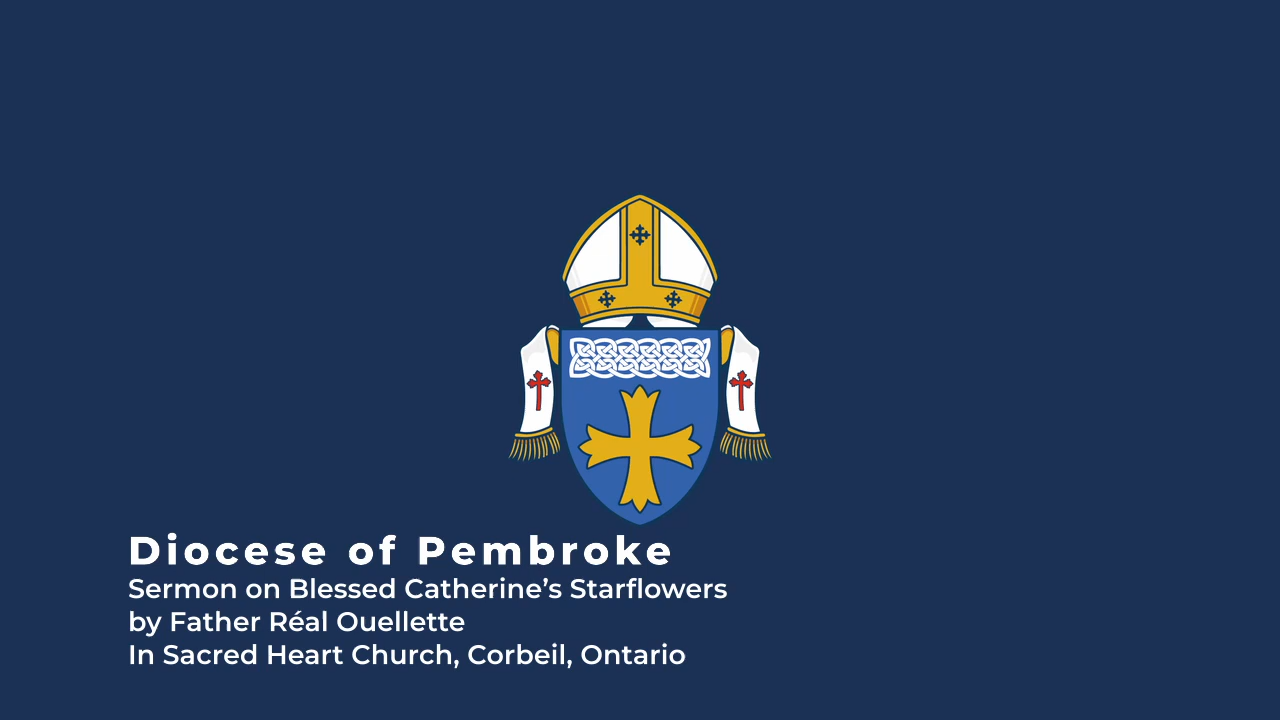 Diocese of Pembroke
Sermon on Blessed Catherine’s Starflowers
by Father Réal Ouellette
In Sacred Heart Church, Corbeil, Ontario